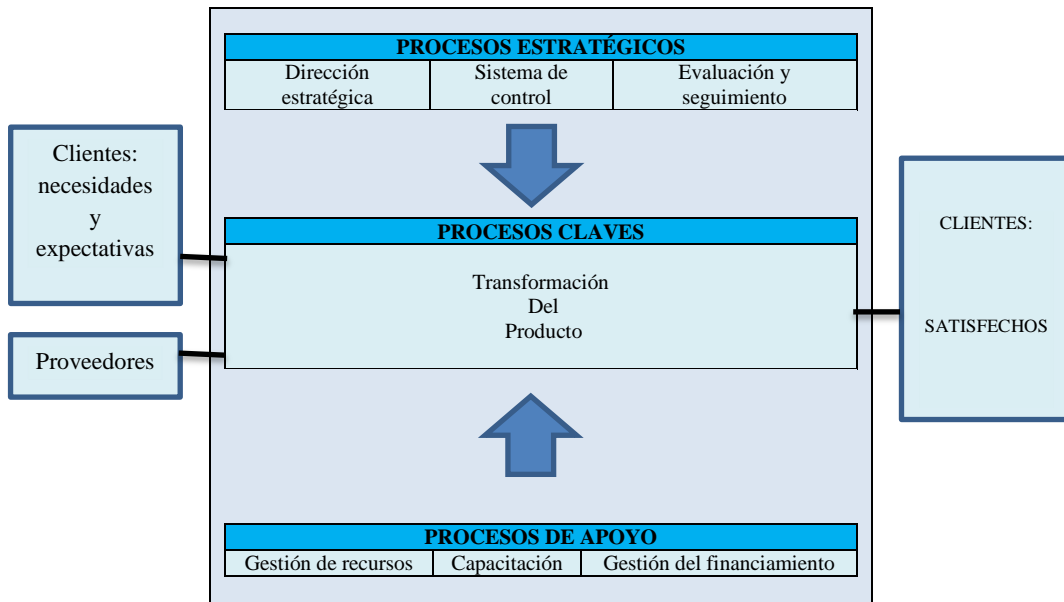 PROCESOS ESTRATÉGICOS
Dirección
estratégica
Sistema de
control
Evaluación y
seguimiento
Clientes:
necesidades
y
expectativas
Proveedores
PROCESOS CLAVES
Transformación
Del
Producto
CLIENTES:
SATISFECHOS
PROCESOS DE APOYO
Gestión de recursos
Capacitación
Gestión del financiamiento